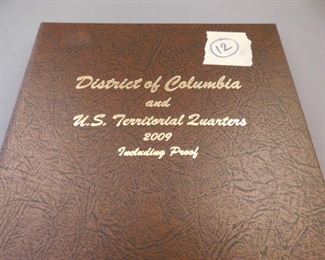 12
District of Columbia
and
U.S. Territorial Quarters
2009
Including Proof